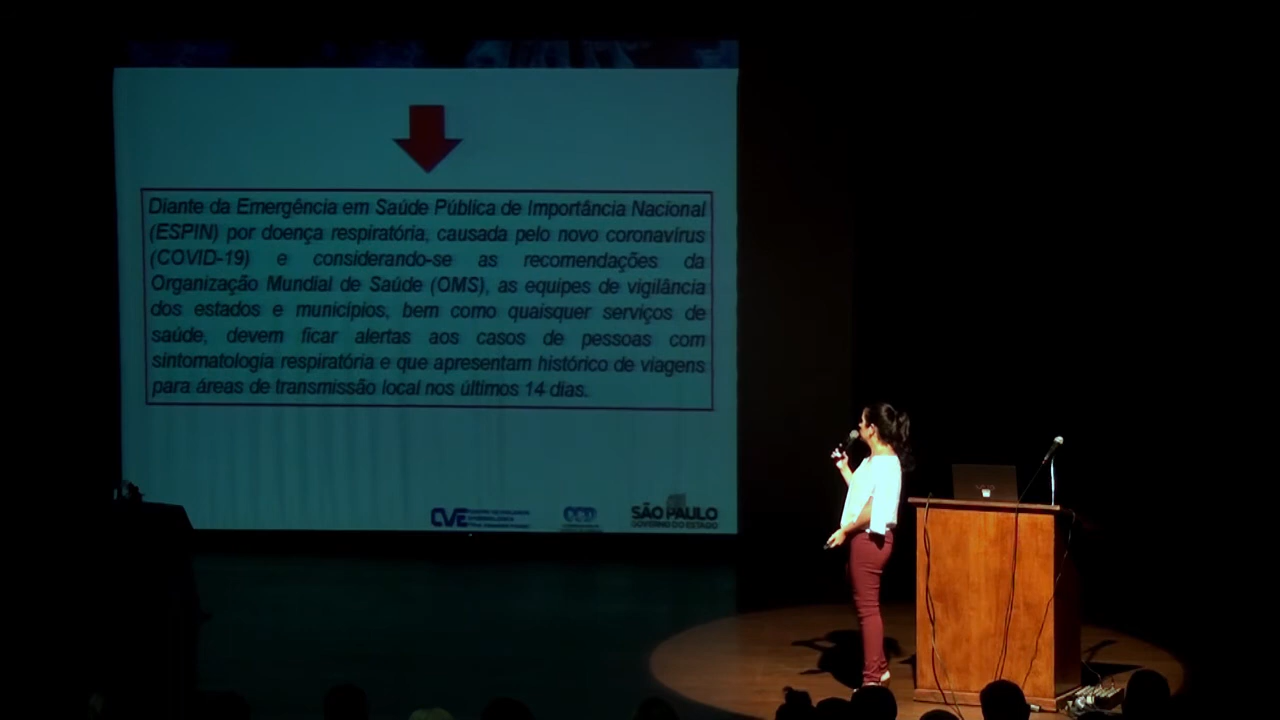 Diante da Emergência em Saúde Pública de Importância Nacional
(ESPIN) por doença respiratória, causada pelo novo coronavírus
(COVID-19) e considerando-se as recomendações da
Organização Mundial de Saúde (OMS), as equipes de vigilância
dos estados e municípios, bem como quaisquer serviços de
saúde, devem ficar alertas aos casos de pessoas com
sintomatologia respiratória e que apresentam histórico de viagens
para áreas de transmissão local nos últimos 14 dias.
CVE
SÃO PAULO
GOVERNO DO ESTADO